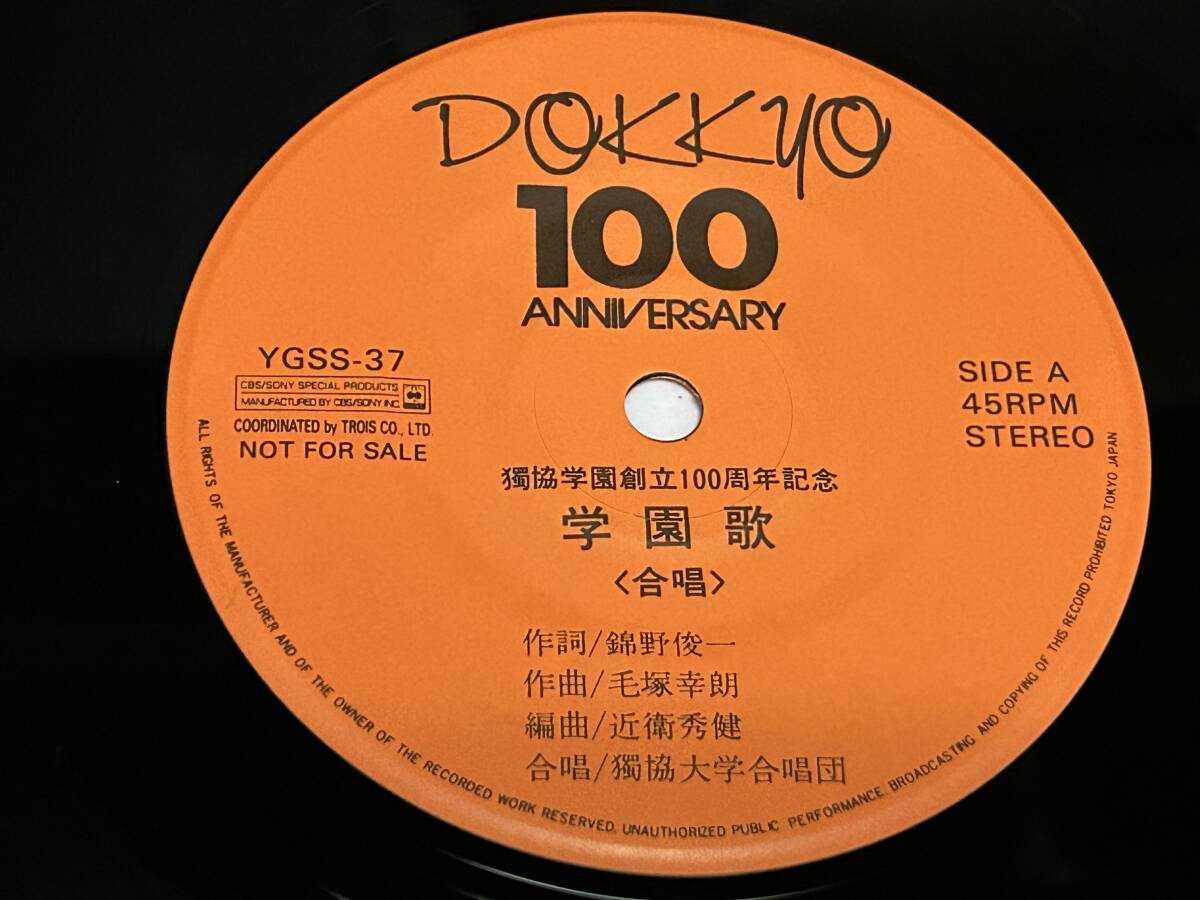 DOKKYO
100
ANNIVERSARY
YGSS-37
CBS/SONY SPECIAL PRODUCTS
MANUFACTURED BY CBS/SONY INC.
COORDINATED by TROIS CO., LTD.
NOT FOR SALE
SIDE A
45RPM
STEREO
獨協学園創立100周年記念
学園歌
〈合唱〉
作詞/錦野俊一
作曲/毛塚幸朗
編曲/近衛秀健
合唱/獨協大学合唱団
ALL RIGHTS OF THE MANUFACTURER AND OF THE OWNER OF THE RECORDED WORK RESERVED. UNAUTHORIZED PUBLIC PERFORMANCE. BROADCASTING AND COPYING OF THIS RECORD PROHIBITED TOKYO JAPAN